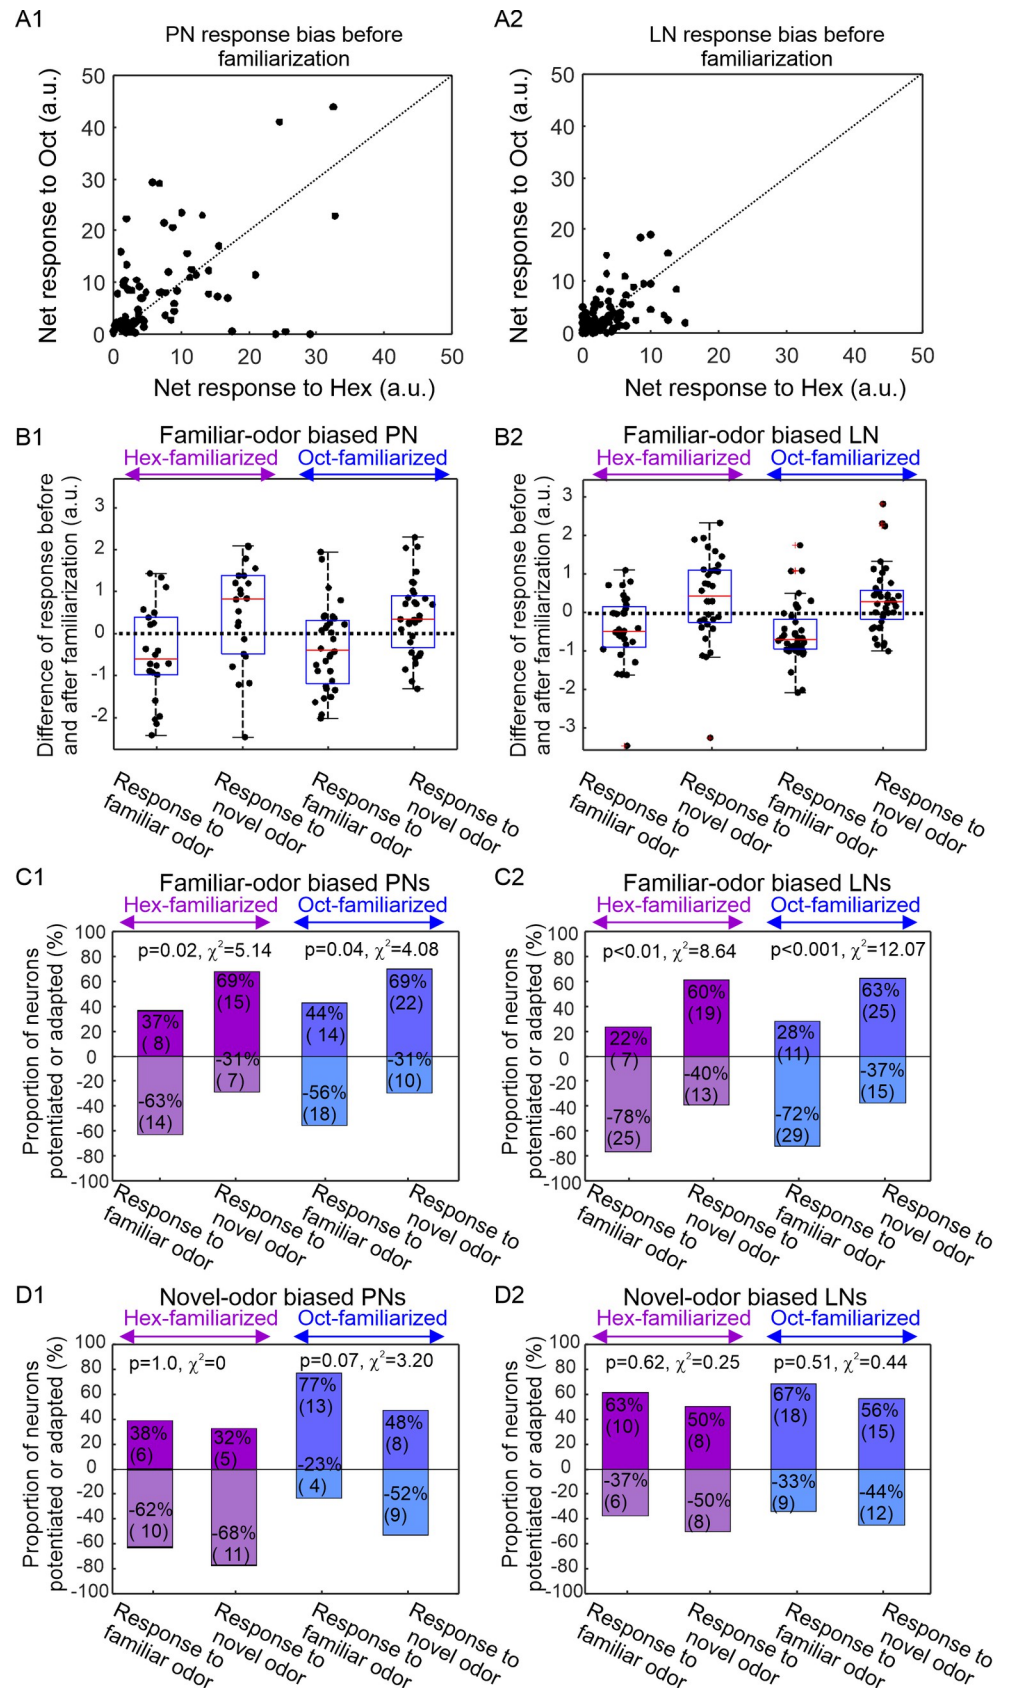 A1
PN response bias before
familiarization
Net response to Oct (a.u.)
50
40
30
20
10
0
0 10 20 30 40 50
Net response to Hex (a.u.)
A2
LN response bias before
familiarization
Net response to Oct (a.u.)
50
40
30
20
10
0
0 10 20 30 40 50
Net response to Hex (a.u.)
B1
Familiar-odor biased PN
Hex-familiarized Oct-familiarized
Difference of response before
and after familiarization (a.u.)
3
2
1
0
-1
-2
Response to
familiar odor
Response to
novel odor
Response to
familiar odor
Response to
novel odor
B2
Familiar-odor biased LN
Hex-familiarized Oct-familiarized
Difference of response before
and after familiarization (a.u.)
3
2
1
0
-1
-2
-3
Response to
familiar odor
Response to
novel odor
Response to
familiar odor
Response to
novel odor
C1
Familiar-odor biased PNs
Hex-familiarized Oct-familiarized
Proportion of neurons
potentiated or adapted (%)
100
80
60
40
20
0
-20
-40
-60
-80
-100
p=0.02, χ²=5.14 p=0.04, χ²=4.08
37%
( 8)
-63%
(14)
69%
(15)
-31%
( 7)
44%
( 14)
-56%
(18)
69%
(22)
-31%
(10)
Response to
familiar odor
Response to
novel odor
Response to
familiar odor
Response to
novel odor
C2
Familiar-odor biased LNs
Hex-familiarized Oct-familiarized
Proportion of neurons
potentiated or adapted (%)
100
80
60
40
20
0
-20
-40
-60
-80
-100
p<0.01, χ²=8.64 p<0.001, χ²=12.07
22%
( 7)
-78%
(25)
60%
(19)
-40%
(13)
28%
(11)
-72%
(29)
63%
(25)
-37%
(15)
Response to
familiar odor
Response to
novel odor
Response to
familiar odor
Response to
novel odor
D1
Novel-odor biased PNs
Hex-familiarized Oct-familiarized
Proportion of neurons
potentiated or adapted (%)
100
80
60
40
20
0
-20
-40
-60
-80
-100
p=1.0, χ²=0 p=0.07, χ²=3.20
38%
(6)
-62%
( 10)
32%
(5)
-68%
( 11)
77%
(13)
-23%
( 4)
48%
(8)
-52%
(9)
Response to
familiar odor
Response to
novel odor
Response to
familiar odor
Response to
novel odor
D2
Novel-odor biased LNs
Hex-familiarized Oct-familiarized
Proportion of neurons
potentiated or adapted (%)
100
80
60
40
20
0
-20
-40
-60
-80
-100
p=0.62, χ²=0.25 p=0.51, χ²=0.44
63%
(10)
-37%
(6)
50%
(8)
-50%
(8)
67%
(18)
-33%
(9)
56%
(15)
-44%
(12)
Response to
familiar odor
Response to
novel odor
Response to
familiar odor
Response to
novel odor